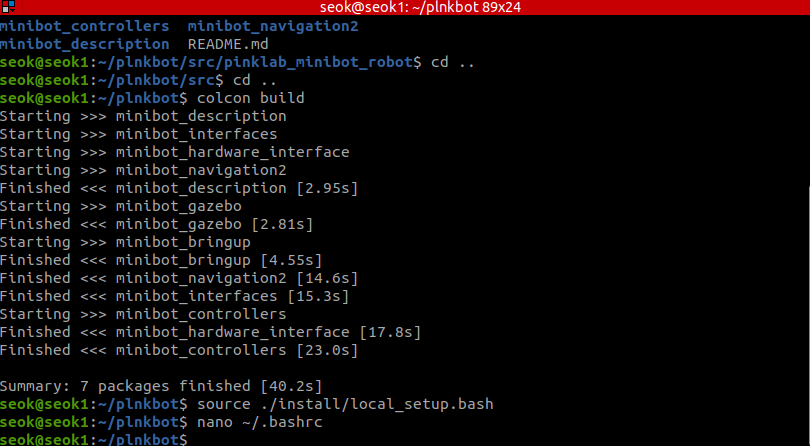 seok@seok1: ~/plnkbot 89x24
minibot_controllers  minibot_navigation2
minibot_description  README.md
seok@seok1:~/plnkbot/src/pinklab_minibot_robot$ cd ..
seok@seok1:~/plnkbot/src$ cd ..
seok@seok1:~/plnkbot$ colcon build
Starting >>> minibot_description
Starting >>> minibot_interfaces
Starting >>> minibot_hardware_interface
Starting >>> minibot_navigation2
Finished <<< minibot_description [2.95s]
Starting >>> minibot_gazebo
Finished <<< minibot_gazebo [2.81s]
Starting >>> minibot_bringup
Finished <<< minibot_bringup [4.55s]
Finished <<< minibot_navigation2 [14.6s]
Finished <<< minibot_interfaces [15.3s]
Starting >>> minibot_controllers
Finished <<< minibot_hardware_interface [17.8s]
Finished <<< minibot_controllers [23.0s]
Summary: 7 packages finished [40.2s]
seok@seok1:~/plnkbot$ source ./install/local_setup.bash
seok@seok1:~/plnkbot$ nano ~/.bashrc
seok@seok1:~/plnkbot$